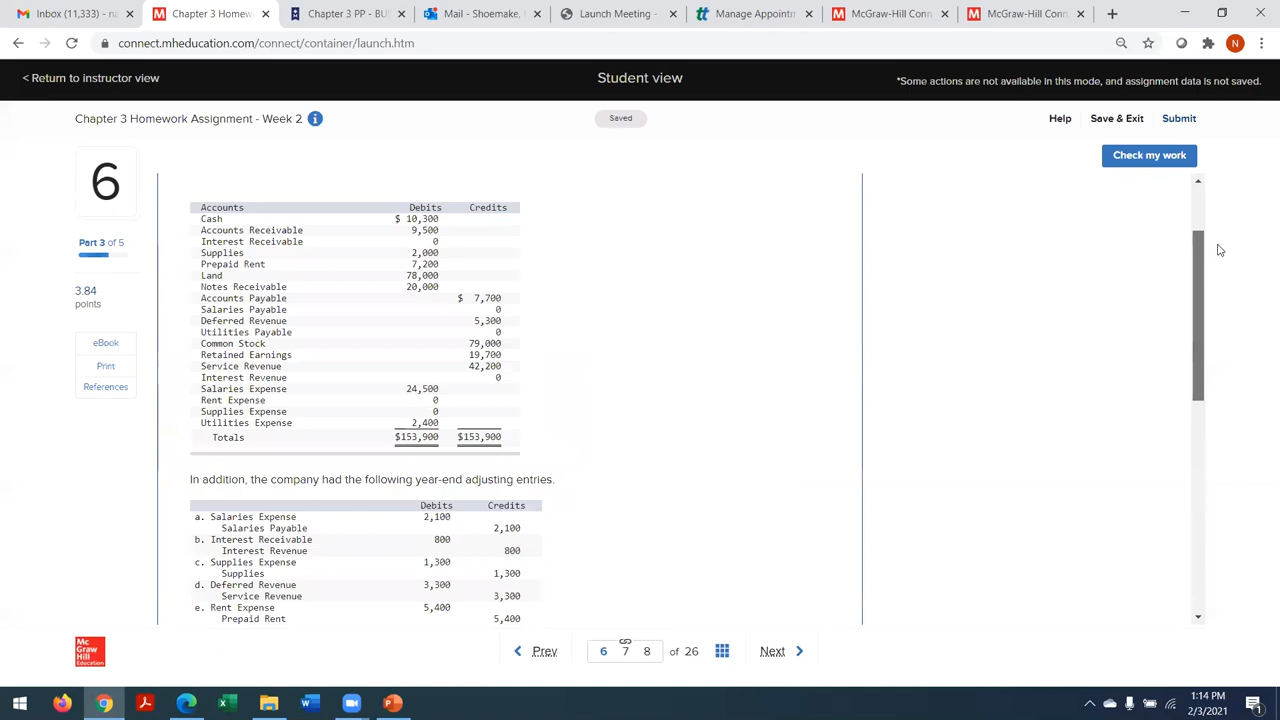 Inbox (11,333) - na
Chapter 3 Homew
Chapter 3 PP - BU
Mail - Shoemake,
Launch Meeting -
Manage Appointm
McGraw-Hill Conn
McGraw-Hill Conn
connect.mheducation.com/connect/container/launch.htm
N
< Return to instructor view
Student view
*Some actions are not available in this mode, and assignment data is not saved.
Chapter 3 Homework Assignment - Week 2
Saved
Help
Save & Exit
Submit
Check my work
6
Part 3 of 5
3.84
points
eBook
Print
References
Accounts Debits Credits
Cash $ 10,300
Accounts Receivable 9,500
Interest Receivable 0
Supplies 2,000
Prepaid Rent 7,200
Land 78,000
Notes Receivable 20,000
Accounts Payable $ 7,700
Salaries Payable 0
Deferred Revenue 5,300
Utilities Payable 0
Common Stock 79,000
Retained Earnings 19,700
Service Revenue 42,200
Interest Revenue 0
Salaries Expense 24,500
Rent Expense 0
Supplies Expense 0
Utilities Expense 2,400
Totals $153,900 $153,900
In addition, the company had the following year-end adjusting entries.
Debits Credits
a. Salaries Expense 2,100
Salaries Payable 2,100
b. Interest Receivable 800
Interest Revenue 800
c. Supplies Expense 1,300
Supplies 1,300
d. Deferred Revenue 3,300
Service Revenue 3,300
e. Rent Expense 5,400
Prepaid Rent 5,400
Mc
Graw
Hill
Education
Prev
6 7 8 of 26
Next
1:14 PM
2/3/2021
1